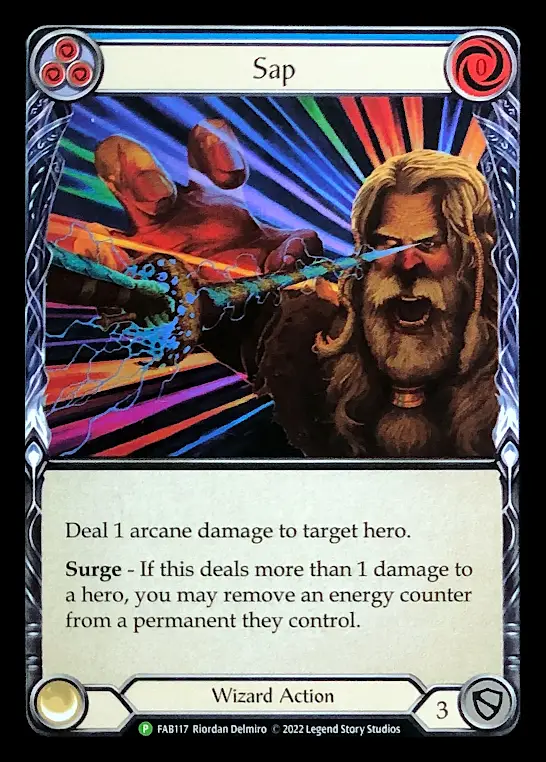 Sap
0
Deal 1 arcane damage to target hero.
Surge - If this deals more than 1 damage to
a hero, you may remove an energy counter
from a permanent they control.
Wizard Action
3
P FAB117 Riordan Delmiro © 2022 Legend Story Studios